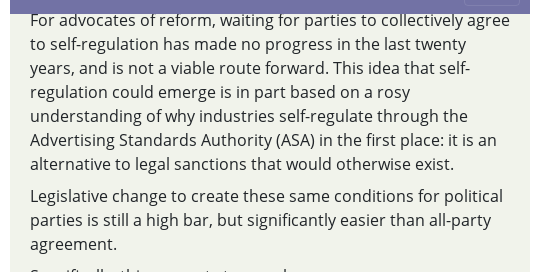 For advocates of reform, waiting for parties to collectively agree
to self-regulation has made no progress in the last twenty
years, and is not a viable route forward. This idea that self-
regulation could emerge is in part based on a rosy
understanding of why industries self-regulate through the
Advertising Standards Authority (ASA) in the first place: it is an
alternative to legal sanctions that would otherwise exist.
Legislative change to create these same conditions for political
parties is still a high bar, but significantly easier than all-party
agreement.